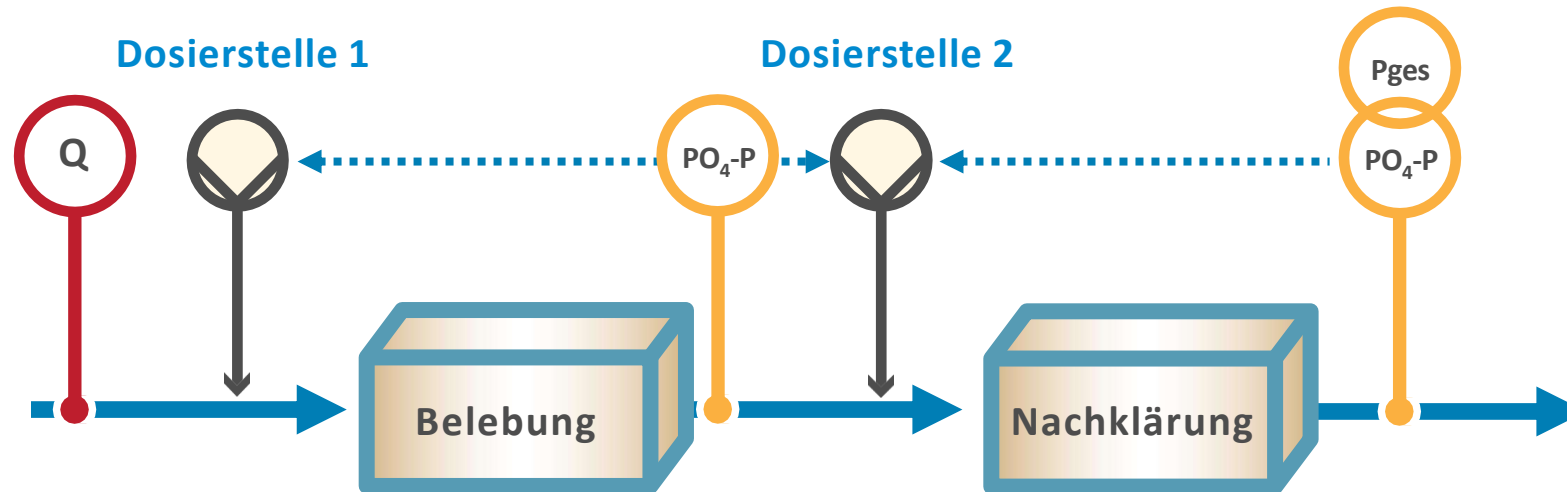 Dosierstelle 1
Dosierstelle 2
Pges
Q
PO₄-P
PO₄-P
Belebung
Nachklärung